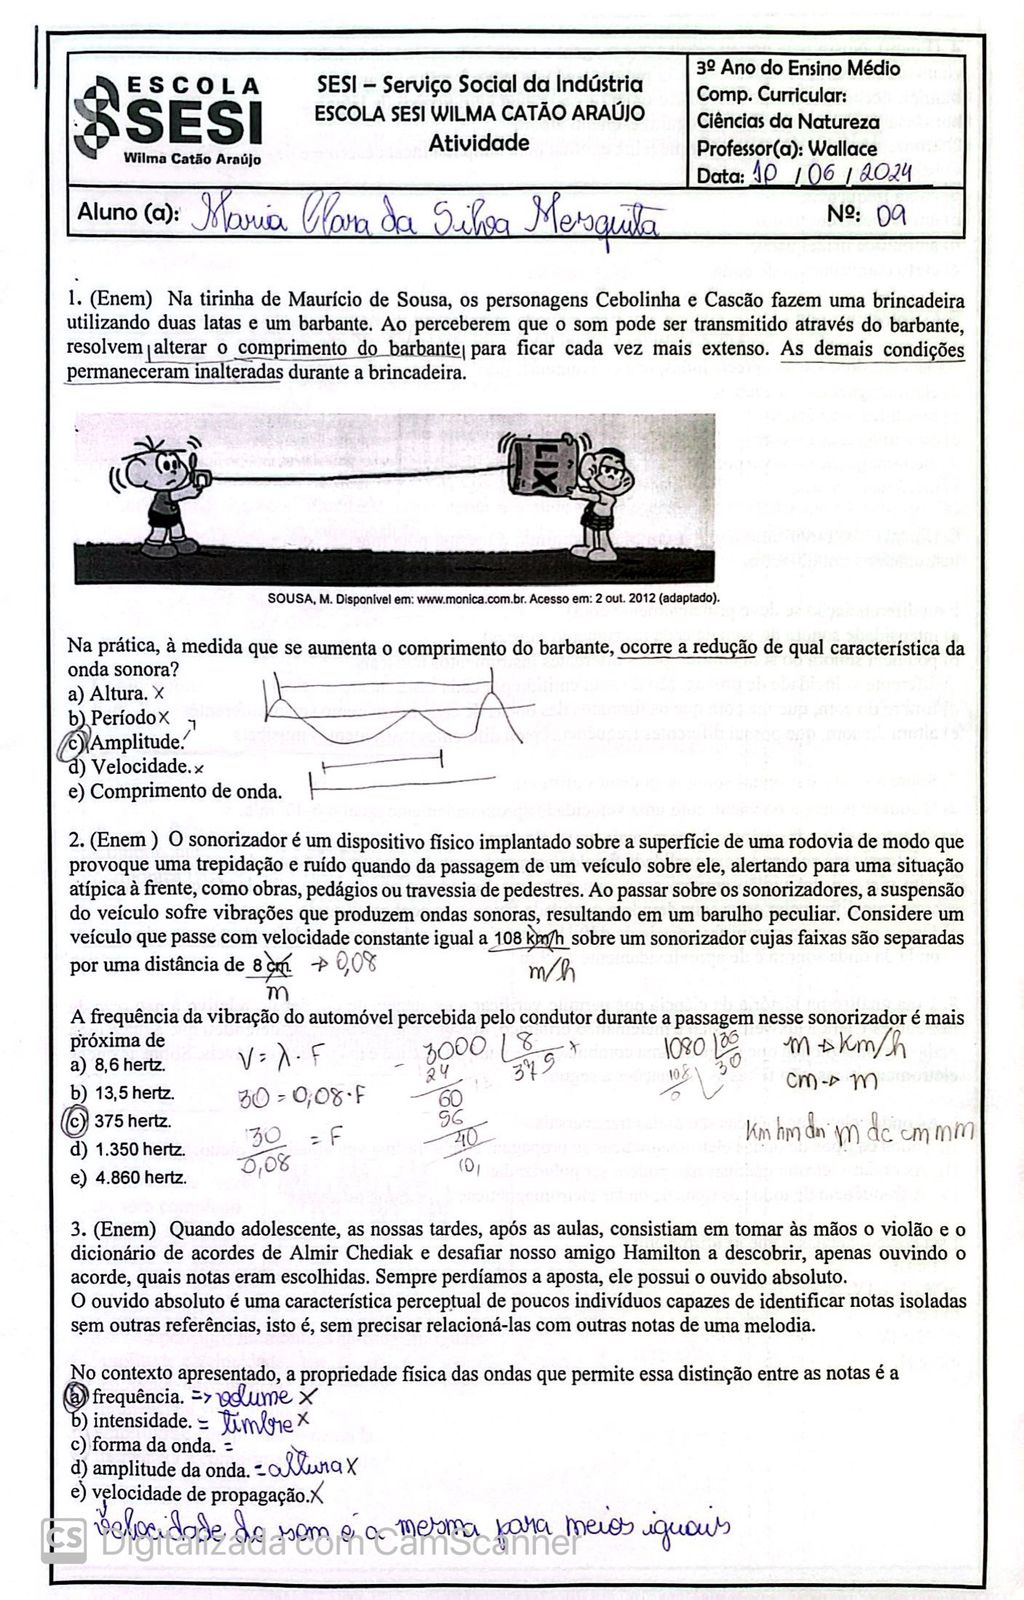 ESCOLA
SESI
Wilma Catão Araújo
SESI – Serviço Social da Indústria
ESCOLA SESI WILMA CATÃO ARAÚJO
Atividade
3º Ano do Ensino Médio
Comp. Curricular:
Ciências da Natureza
Professor(a): Wallace
Data: 10 / 06 / 2024
Aluno (a): Maria Clara da Silva Mesquita Nº: 09
1. (Enem) Na tirinha de Maurício de Sousa, os personagens Cebolinha e Cascão fazem uma brincadeira
utilizando duas latas e um barbante. Ao perceberem que o som pode ser transmitido através do barbante,
resolvem alterar o comprimento do barbante para ficar cada vez mais extenso. As demais condições
permaneceram inalteradas durante a brincadeira.
LIX
SOUSA, M. Disponível em: www.monica.com.br. Acesso em: 2 out. 2012 (adaptado).
Na prática, à medida que se aumenta o comprimento do barbante, ocorre a redução de qual característica da
onda sonora?
a) Altura. X
b) Período X
c) Amplitude.
d) Velocidade. x
e) Comprimento de onda.
2. (Enem ) O sonorizador é um dispositivo físico implantado sobre a superfície de uma rodovia de modo que
provoque uma trepidação e ruído quando da passagem de um veículo sobre ele, alertando para uma situação
atípica à frente, como obras, pedágios ou travessia de pedestres. Ao passar sobre os sonorizadores, a suspensão
do veículo sofre vibrações que produzem ondas sonoras, resultando em um barulho peculiar. Considere um
veículo que passe com velocidade constante igual a 108 km/h sobre um sonorizador cujas faixas são separadas
por uma distância de 8 cm. → 0,08
m
m/h
A frequência da vibração do automóvel percebida pelo condutor durante a passagem nesse sonorizador é mais
próxima de
a) 8,6 hertz.
b) 13,5 hertz.
c) 375 hertz.
d) 1.350 hertz.
e) 4.860 hertz.
V = λ · F
30 = 0,08 · F
30
0,08
= F
3000 8
24 375 x
60
56
40
1080
108
30
m → km/h
cm → m
Km hm dm m dc cm mm
3. (Enem) Quando adolescente, as nossas tardes, após as aulas, consistiam em tomar às mãos o violão e o
dicionário de acordes de Almir Chediak e desafiar nosso amigo Hamilton a descobrir, apenas ouvindo o
acorde, quais notas eram escolhidas. Sempre perdíamos a aposta, ele possui o ouvido absoluto.
O ouvido absoluto é uma característica perceptual de poucos indivíduos capazes de identificar notas isoladas
sem outras referências, isto é, sem precisar relacioná-las com outras notas de uma melodia.
No contexto apresentado, a propriedade física das ondas que permite essa distinção entre as notas é a
a) frequência. => volume X
b) intensidade. = timbre X
c) forma da onda. =
d) amplitude da onda. = altura X
e) velocidade de propagação. X
velocidade do som é a mesma para meios iguais
CS Digitalizada com CamScanner